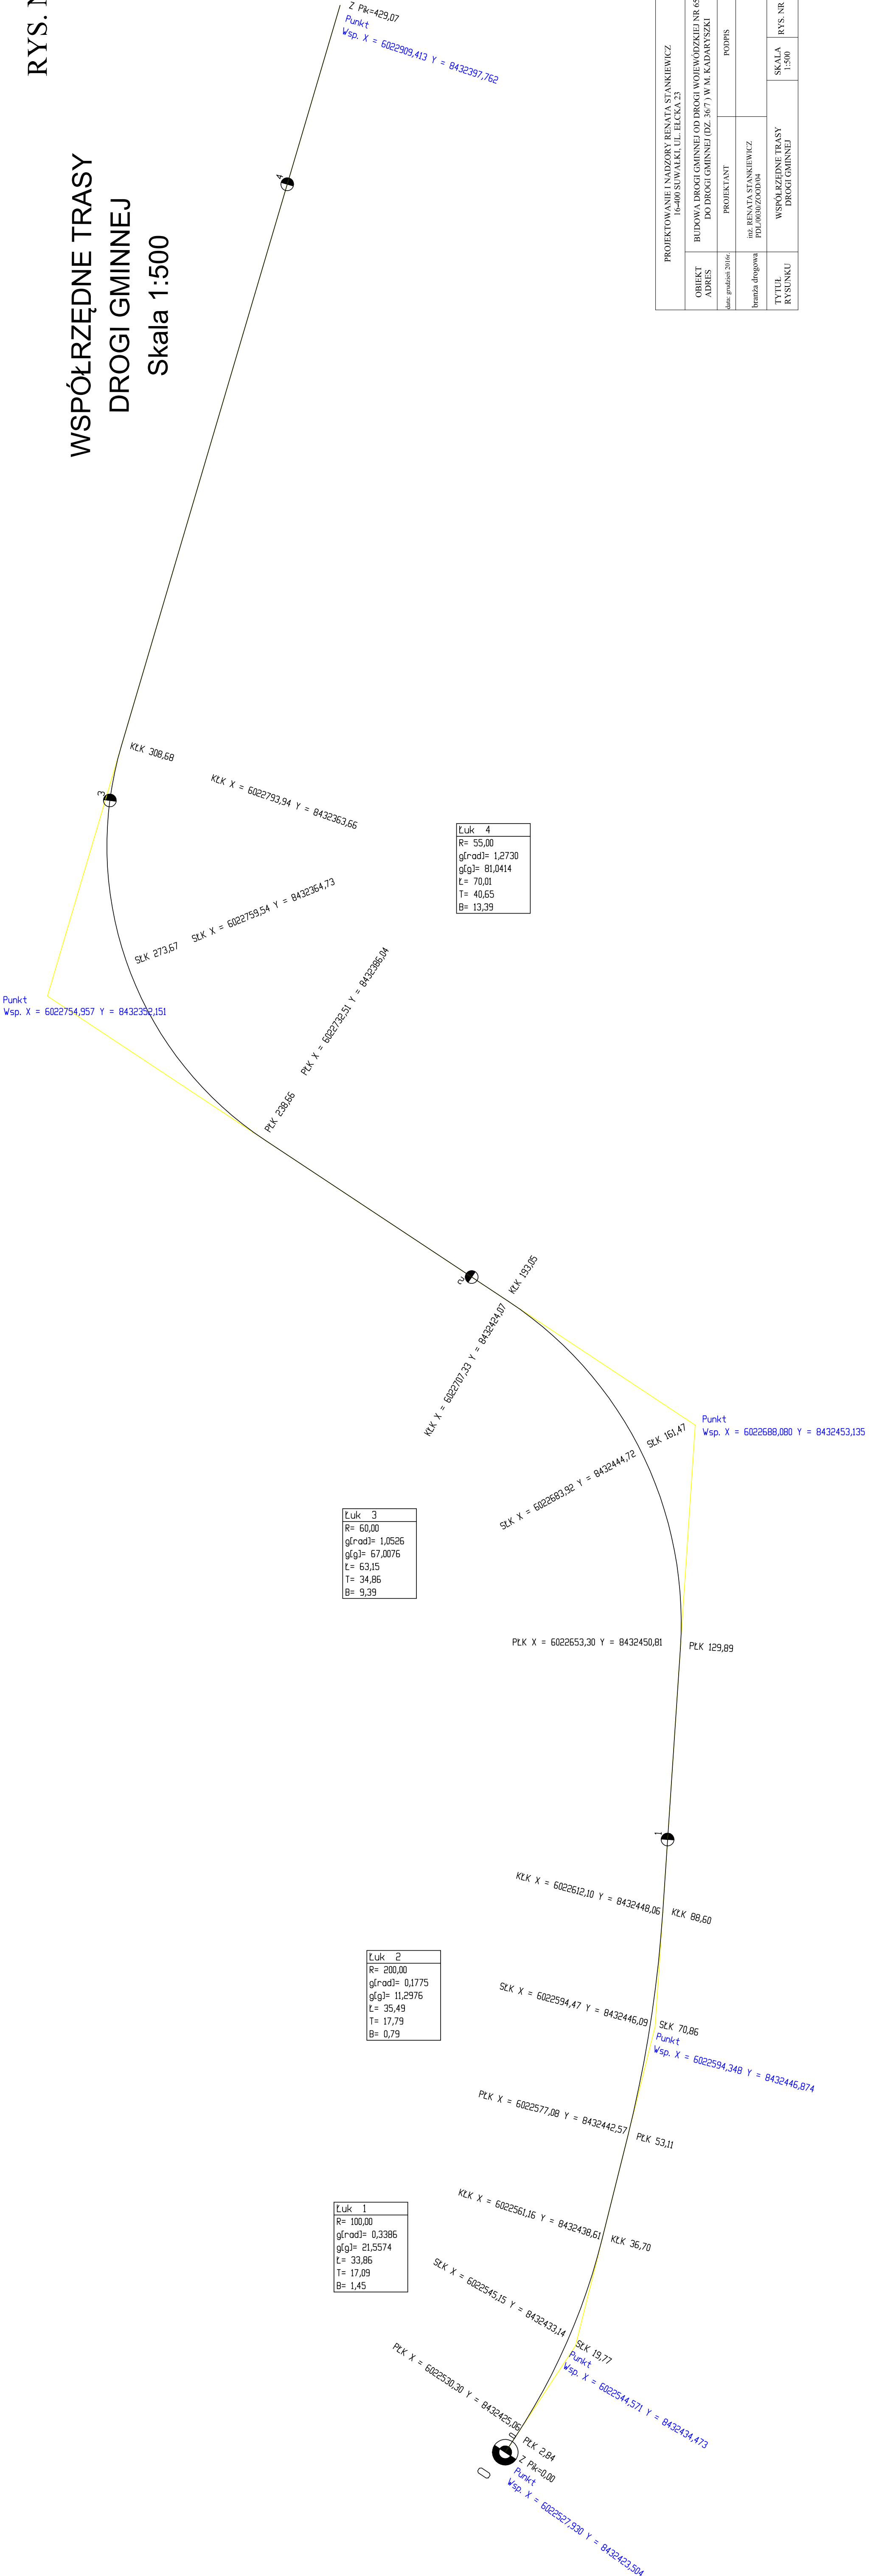 RYS. N
WSPÓŁRZĘDNE TRASY
DROGI GMINNEJ
Skala 1:500
Z Pik=429,07
Punkt
Wsp. X = 6022909,413 Y = 8432397,762
PROJEKTOWANIE I NADZORY RENATA STANKIEWICZ
16-400 SUWAŁKI, UL. EŁCKA 23
OBIEKT
ADRES
BUDOWA DROGI GMINNEJ OD DROGI WOJEWÓDZKIEJ NR 65
DO DROGI GMINNEJ (DZ. 36/7 ) W M. KADARYSZKI
data: grudzień 2016r.
PROJEKTANT
PODPIS
branża drogowa
inż. RENATA STANKIEWICZ
PDL/0030/ZOOD/04
TYTUŁ
RYSUNKU
WSPÓŁRZĘDNE TRASY
DROGI GMINNEJ
SKALA
1:500
RYS. NR
4
KŁK 308,68
3
KŁK X = 6022793,94 Y = 8432363,66
Łuk 4
R= 55,00
g[rad]= 1,2730
g[g]= 81,0414
Ł= 70,01
T= 40,65
B= 13,39
SŁK 273,67
SŁK X = 6022759,54 Y = 8432364,73
Punkt
Wsp. X = 6022754,957 Y = 8432352,151
PŁK X = 6022732,51 Y = 8432386,04
PŁK 238,66
2
KŁK 193,05
KŁK X = 6022707,33 Y = 8432424,07
Punkt
Wsp. X = 6022688,080 Y = 8432453,135
SŁK 161,47
SŁK X = 6022683,92 Y = 8432444,72
Łuk 3
R= 60,00
g[rad]= 1,0526
g[g]= 67,0076
Ł= 63,15
T= 34,86
B= 9,39
PŁK X = 6022653,30 Y = 8432450,81
PŁK 129,89
1
KŁK X = 6022612,10 Y = 8432448,06
KŁK 88,60
Łuk 2
R= 200,00
g[rad]= 0,1775
g[g]= 11,2976
Ł= 35,49
T= 17,79
B= 0,79
SŁK X = 6022594,47 Y = 8432446,09
SŁK 70,86
Punkt
Wsp. X = 6022594,348 Y = 8432446,874
PŁK X = 6022577,08 Y = 8432442,57
PŁK 53,11
KŁK X = 6022561,16 Y = 8432438,61
KŁK 36,70
Łuk 1
R= 100,00
g[rad]= 0,3386
g[g]= 21,5574
Ł= 33,86
T= 17,09
B= 1,45
SŁK X = 6022545,15 Y = 8432433,14
SŁK 19,77
Punkt
Wsp. X = 6022544,571 Y = 8432434,473
PŁK X = 6022530,30 Y = 8432425,06
0
PŁK 2,84
Z Pik=0,00
0
Punkt
Wsp. X = 6022527,930 Y = 8432423,504